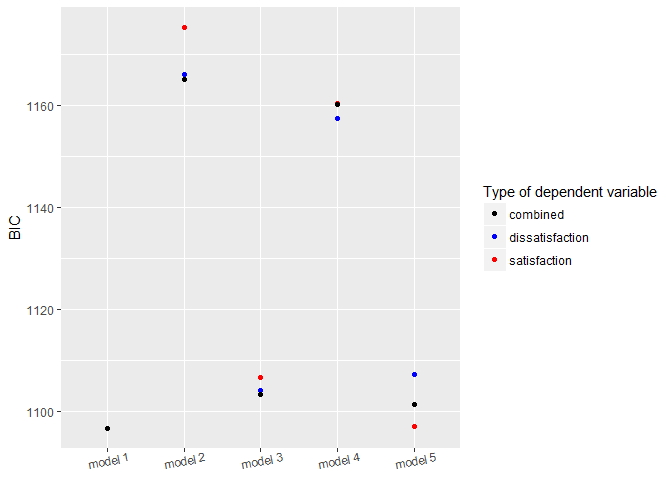 BIC
1160
1140
1120
1100
model 1
model 2
model 3
model 4
model 5
Type of dependent variable
combined
dissatisfaction
satisfaction